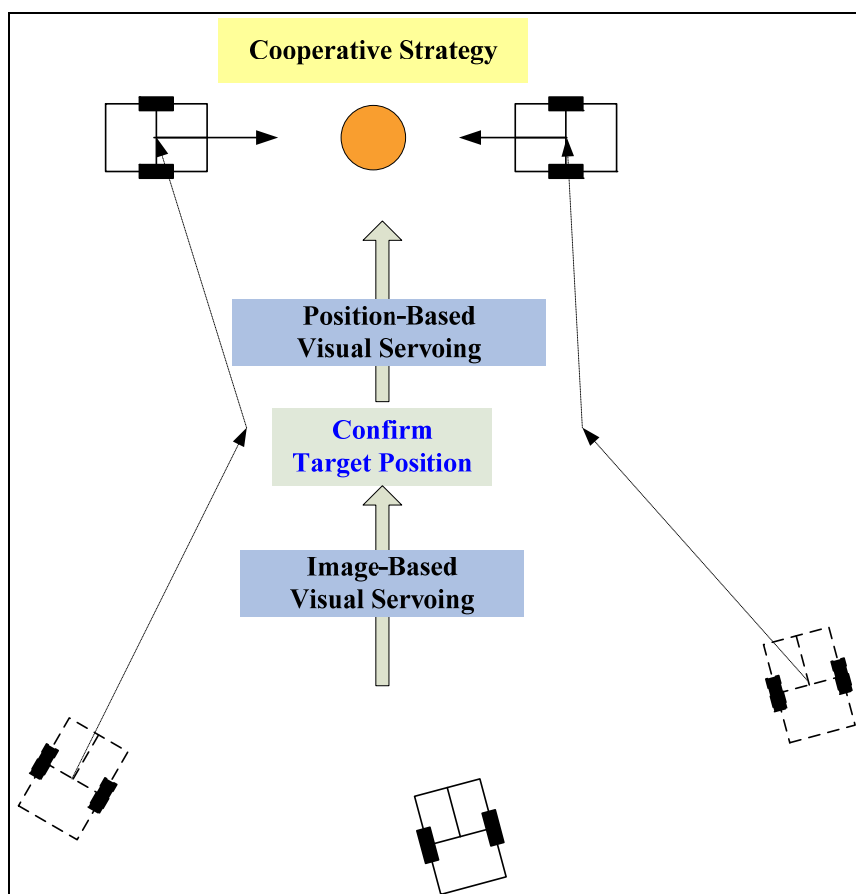 Cooperative Strategy
Position-Based
Visual Servoing
Confirm
Target Position
Image-Based
Visual Servoing